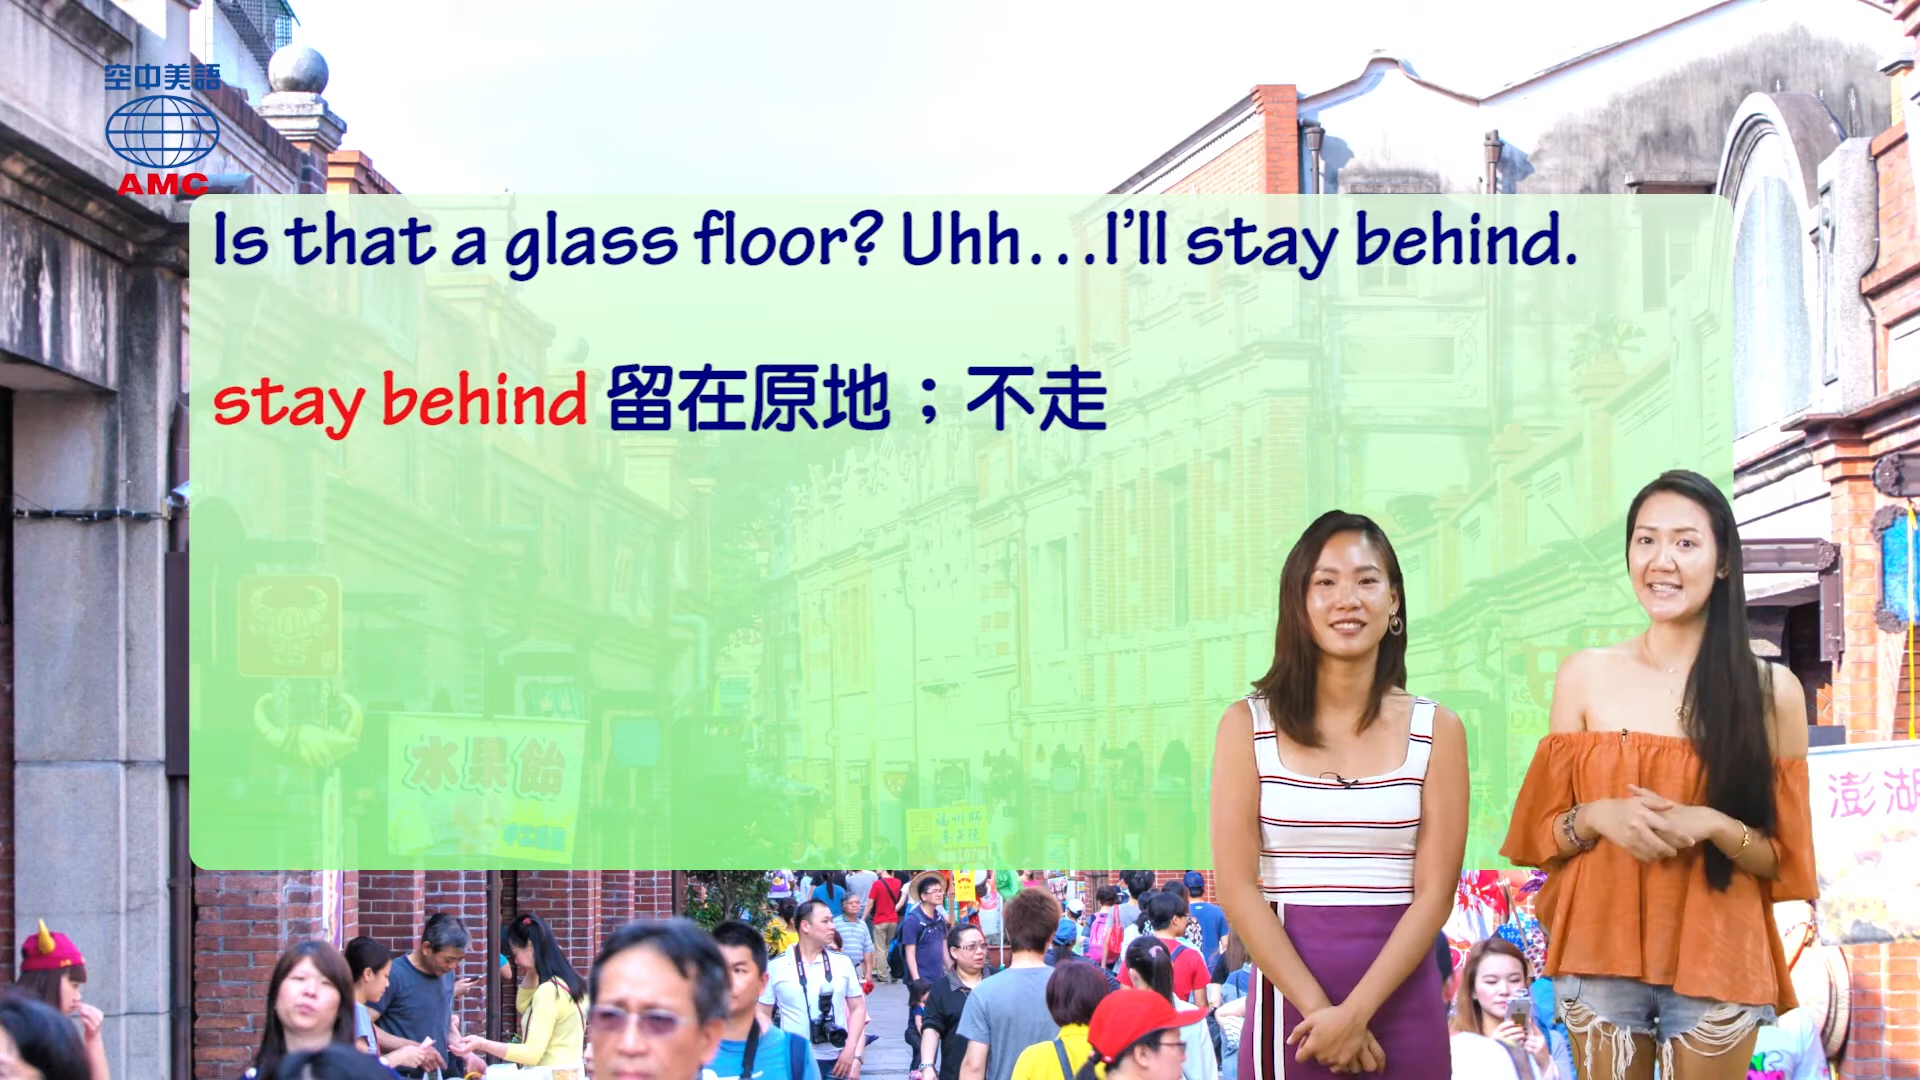 空中美語
AMC
Is that a glass floor? Uhh…I'll stay behind.
stay behind 留在原地；不走
水果飴
澎湖